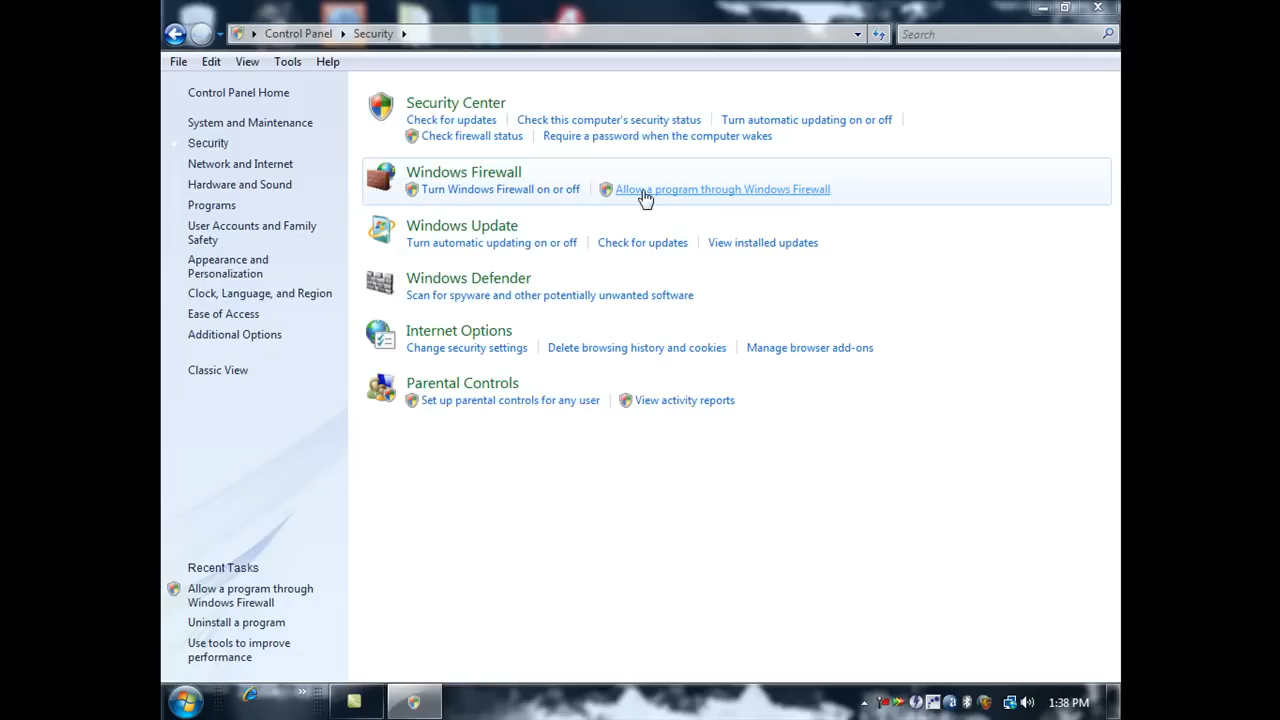 Control Panel Security
Search
File Edit View Tools Help
Control Panel Home
System and Maintenance
Security
Network and Internet
Hardware and Sound
Programs
User Accounts and Family
Safety
Appearance and
Personalization
Clock, Language, and Region
Ease of Access
Additional Options
Classic View
Recent Tasks
Allow a program through
Windows Firewall
Uninstall a program
Use tools to improve
performance
Security Center
Check for updates Check this computer's security status Turn automatic updating on or off
Check firewall status Require a password when the computer wakes
Windows Firewall
Turn Windows Firewall on or off Allow a program through Windows Firewall
Windows Update
Turn automatic updating on or off Check for updates View installed updates
Windows Defender
Scan for spyware and other potentially unwanted software
Internet Options
Change security settings Delete browsing history and cookies Manage browser add-ons
Parental Controls
Set up parental controls for any user View activity reports
1:38 PM